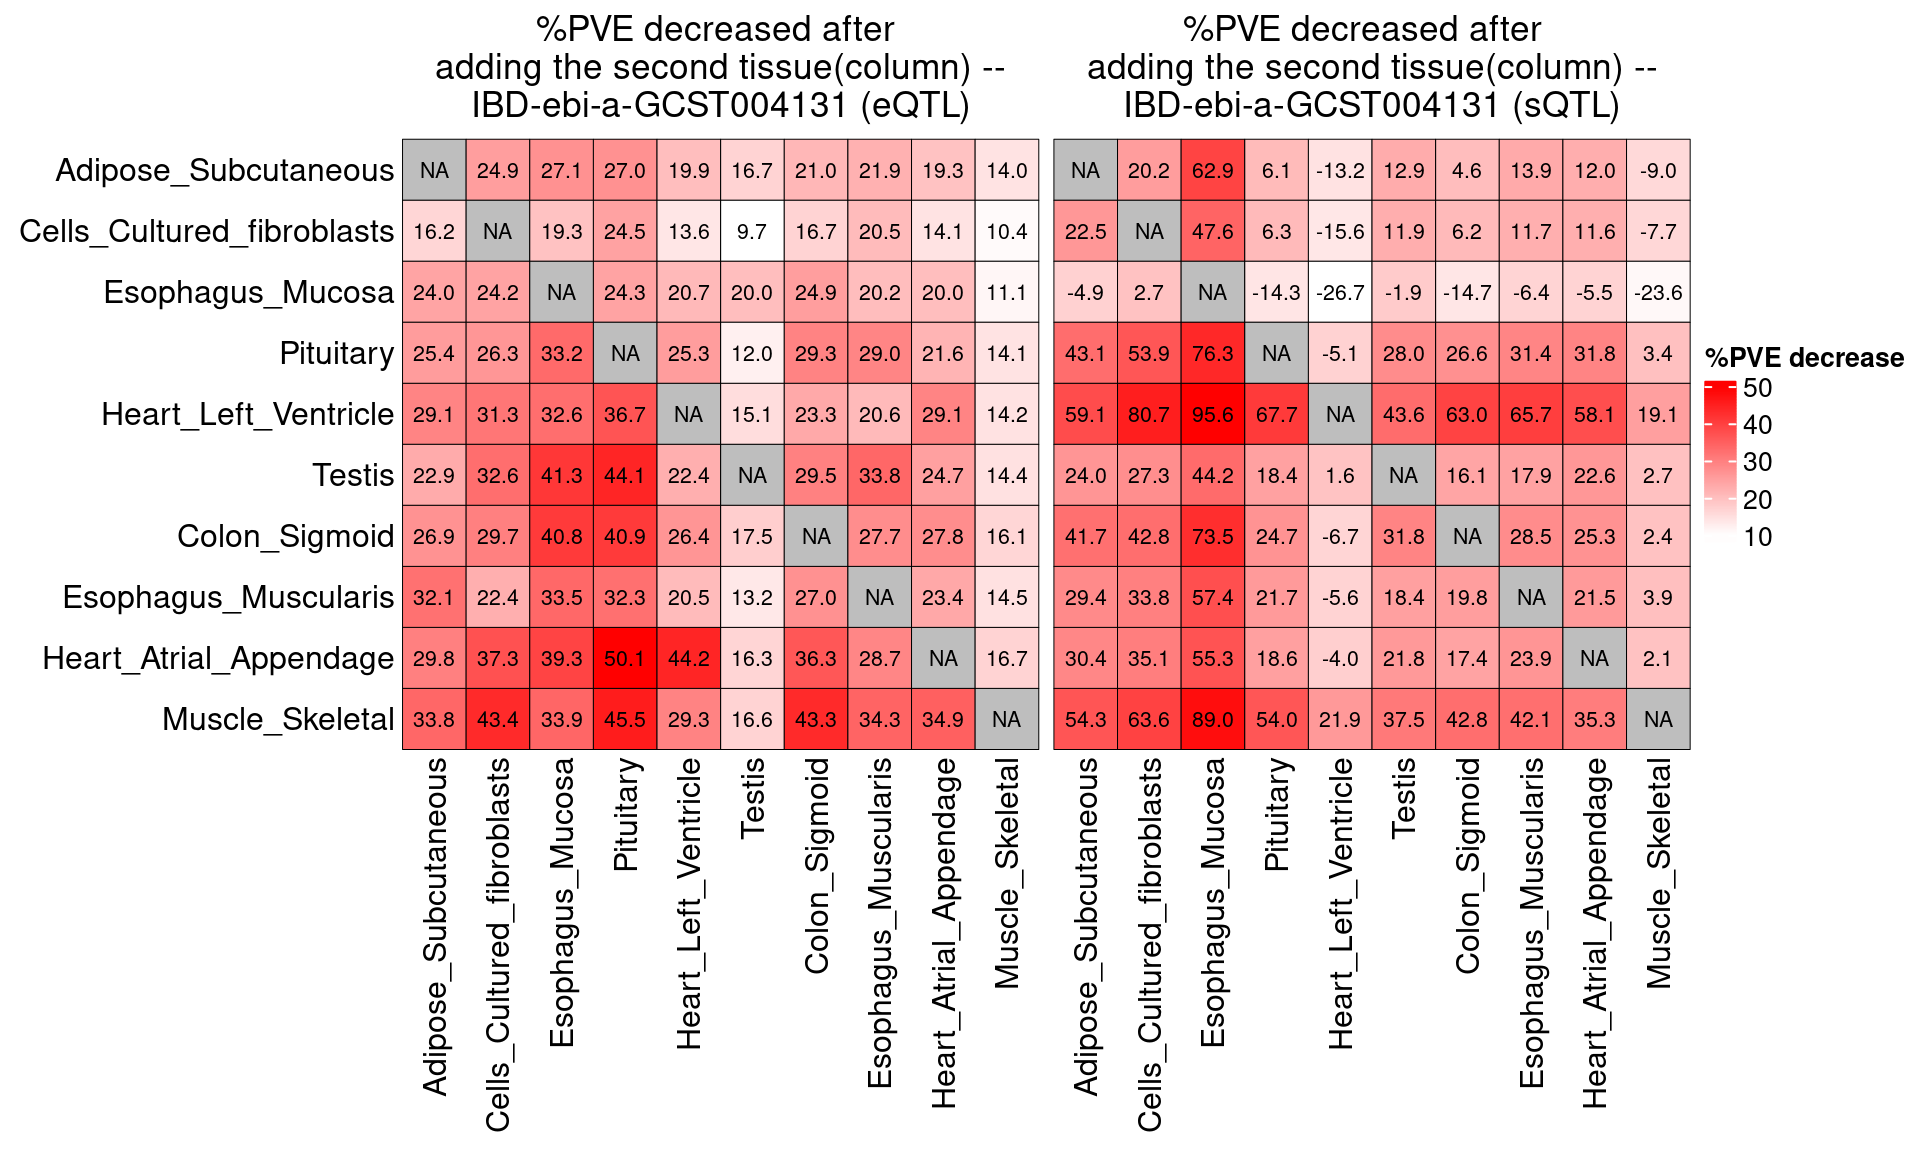 %PVE decreased after
adding the second tissue(column) --
IBD-ebi-a-GCST004131 (eQTL)
%PVE decreased after
adding the second tissue(column) --
IBD-ebi-a-GCST004131 (sQTL)
Adipose_Subcutaneous NA 24.9 27.1 27.0 19.9 16.7 21.0 21.9 19.3 14.0 NA 20.2 62.9 6.1 -13.2 12.9 4.6 13.9 12.0 -9.0
Cells_Cultured_fibroblasts 16.2 NA 19.3 24.5 13.6 9.7 16.7 20.5 14.1 10.4 22.5 NA 47.6 6.3 -15.6 11.9 6.2 11.7 11.6 -7.7
Esophagus_Mucosa 24.0 24.2 NA 24.3 20.7 20.0 24.9 20.2 20.0 11.1 -4.9 2.7 NA -14.3 -26.7 -1.9 -14.7 -6.4 -5.5 -23.6
Pituitary 25.4 26.3 33.2 NA 25.3 12.0 29.3 29.0 21.6 14.1 43.1 53.9 76.3 NA -5.1 28.0 26.6 31.4 31.8 3.4
Heart_Left_Ventricle 29.1 31.3 32.6 36.7 NA 15.1 23.3 20.6 29.1 14.2 59.1 80.7 95.6 67.7 NA 43.6 63.0 65.7 58.1 19.1
Testis 22.9 32.6 41.3 44.1 22.4 NA 29.5 33.8 24.7 14.4 24.0 27.3 44.2 18.4 1.6 NA 16.1 17.9 22.6 2.7
Colon_Sigmoid 26.9 29.7 40.8 40.9 26.4 17.5 NA 27.7 27.8 16.1 41.7 42.8 73.5 24.7 -6.7 31.8 NA 28.5 25.3 2.4
Esophagus_Muscularis 32.1 22.4 33.5 32.3 20.5 13.2 27.0 NA 23.4 14.5 29.4 33.8 57.4 21.7 -5.6 18.4 19.8 NA 21.5 3.9
Heart_Atrial_Appendage 29.8 37.3 39.3 50.1 44.2 16.3 36.3 28.7 NA 16.7 30.4 35.1 55.3 18.6 -4.0 21.8 17.4 23.9 NA 2.1
Muscle_Skeletal 33.8 43.4 33.9 45.5 29.3 16.6 43.3 34.3 34.9 NA 54.3 63.6 89.0 54.0 21.9 37.5 42.8 42.1 35.3 NA
Adipose_Subcutaneous
Cells_Cultured_fibroblasts
Esophagus_Mucosa
Pituitary
Heart_Left_Ventricle
Testis
Colon_Sigmoid
Esophagus_Muscularis
Heart_Atrial_Appendage
Muscle_Skeletal
Adipose_Subcutaneous
Cells_Cultured_fibroblasts
Esophagus_Mucosa
Pituitary
Heart_Left_Ventricle
Testis
Colon_Sigmoid
Esophagus_Muscularis
Heart_Atrial_Appendage
Muscle_Skeletal
%PVE decrease
50
40
30
20
10